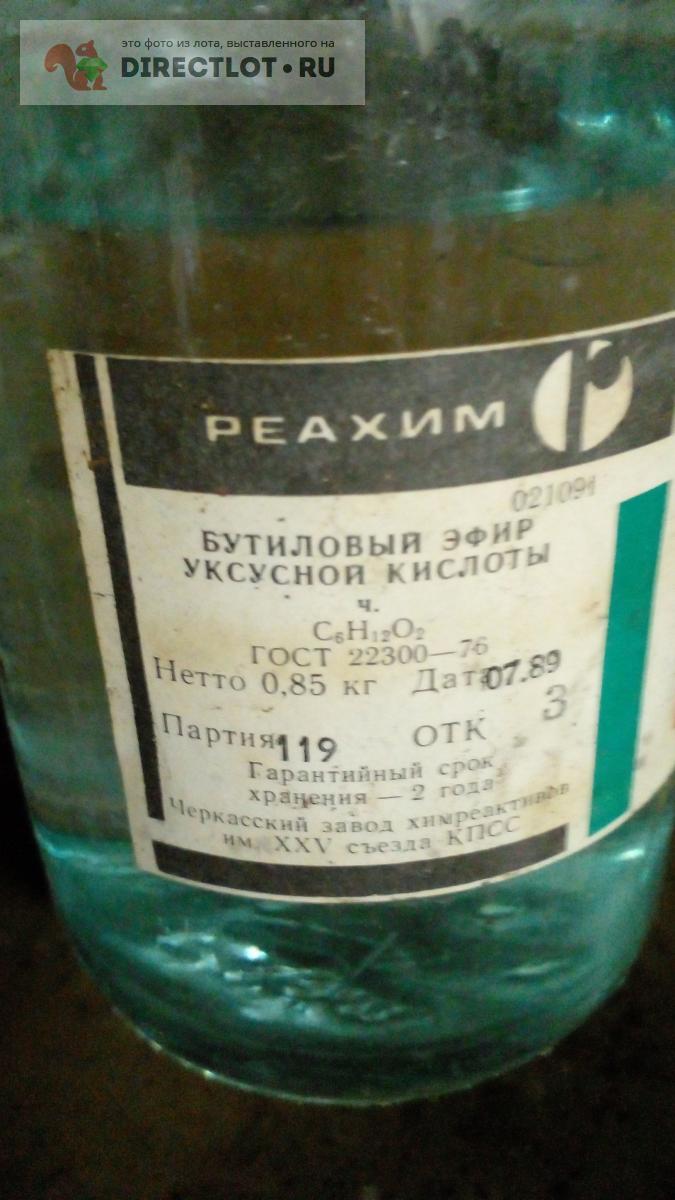 это фото из лота, выставленного на
DIRECTLOT.RU
РЕАХИМ
021091
БУТИЛОВЫЙ ЭФИР
УКСУСНОЙ КИСЛОТЫ
ч.
C₆H₁₂O₂
ГОСТ 22300—76
Нетто 0,85 кг Дата 07.89
Партия 119 ОТК 3
Гарантийный срок
хранения — 2 года
Черкасский завод химреактивов
им. XXV съезда КПСС